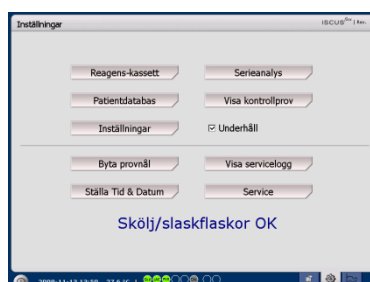 Inställningar
ISCUS
Reagens-kassett
Serieanalys
Patientdatabas
Visa kontrollprov
Inställningar
Underhåll
Byta provnål
Visa servicelogg
Ställa Tid & Datum
Service
Skölj/slaskflaskor OK